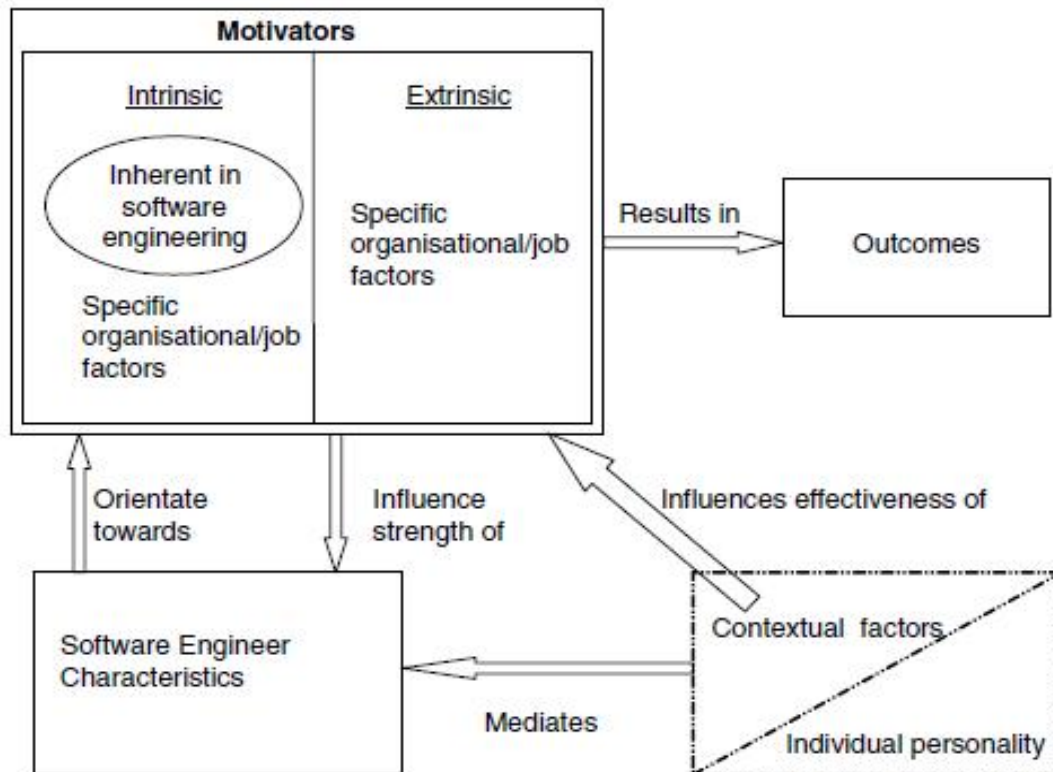 Motivators
Intrinsic
Inherent in
software
engineering
Specific
organisational/job
factors
Extrinsic
Specific
organisational/job
factors
Results in
Outcomes
Orientate
towards
Influence
strength of
Influences effectiveness of
Software Engineer
Characteristics
Mediates
Contextual factors
Individual personality